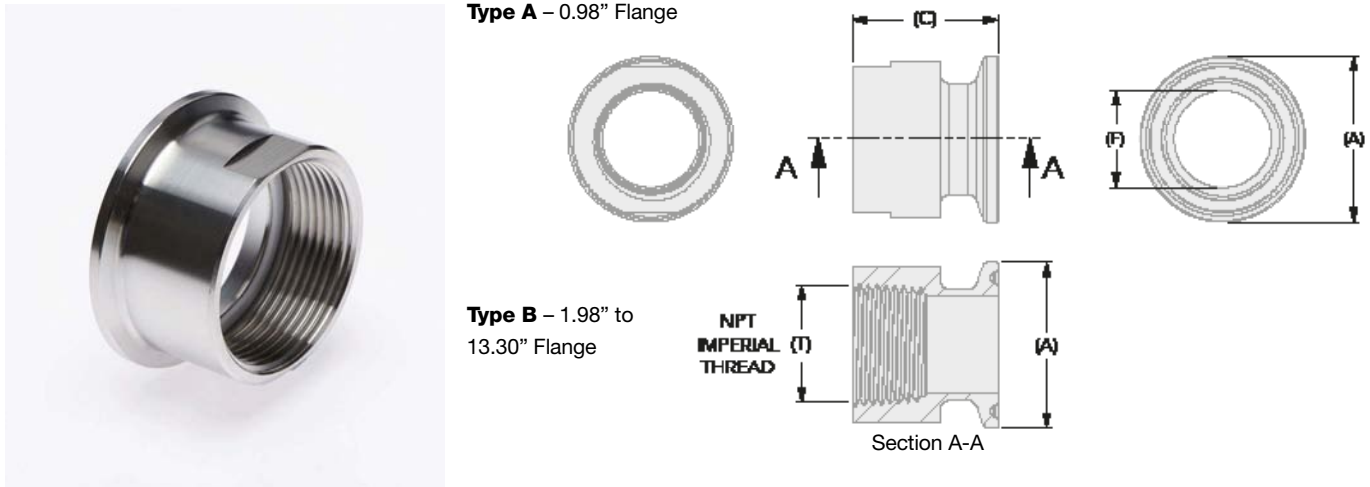 Type A – 0.98” Flange
(C)
A
A
(F)
(A)
Type B – 1.98” to
13.30” Flange
NPT
IMPERIAL
THREAD
(T)
(A)
Section A-A